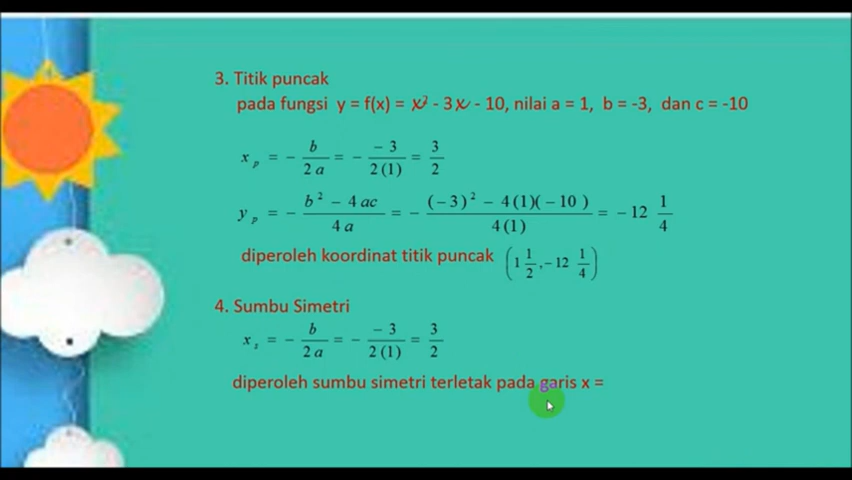 3. Titik puncak
pada fungsi y = f(x) = x² - 3x - 10, nilai a = 1, b = -3, dan c = -10
x_p = - b / 2a = - -3 / 2(1) = 3/2
y_p = - b² - 4ac / 4a = - (-3)² - 4(1)(-10) / 4(1) = -12 1/4
diperoleh koordinat titik puncak (1 1/2, -12 1/4)
4. Sumbu Simetri
x_s = - b / 2a = - -3 / 2(1) = 3/2
diperoleh sumbu simetri terletak pada garis x =